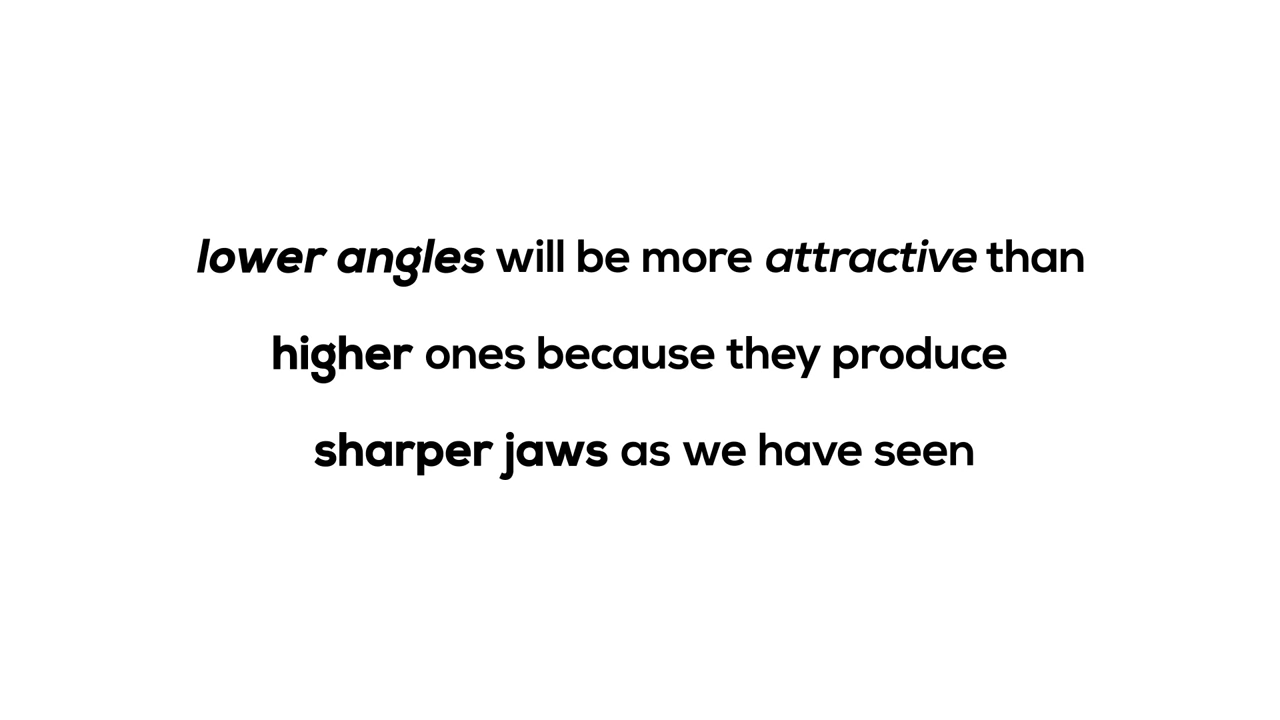 lower angles will be more attractive than
higher ones because they produce
sharper jaws as we have seen